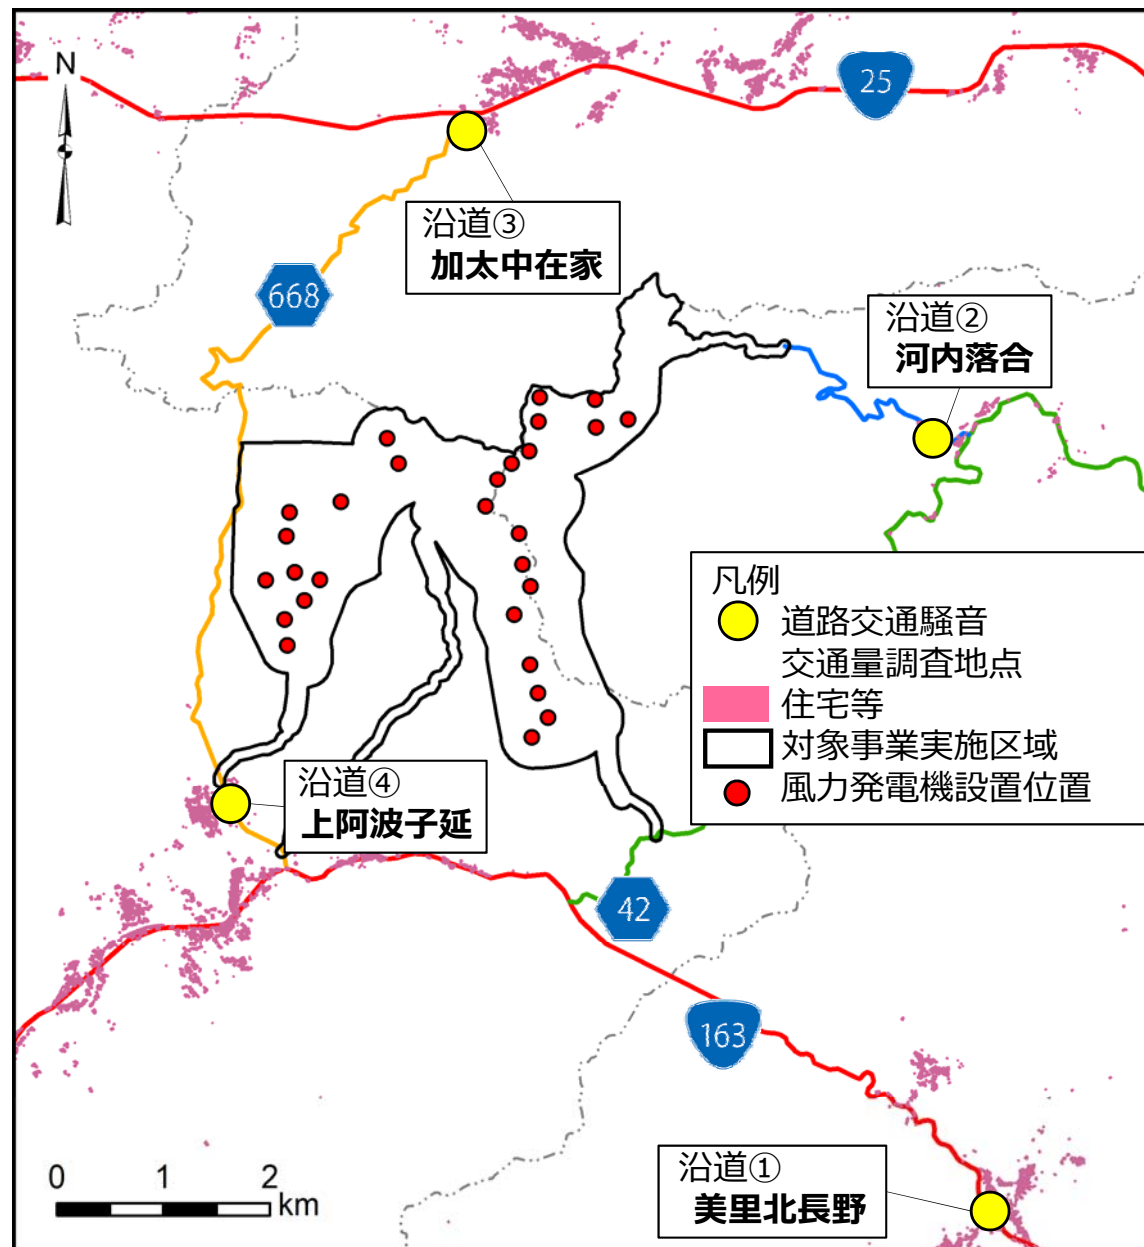 N
25
沿道③
加太中在家
668
沿道②
河内落合
凡例
道路交通騒音
交通量調査地点
住宅等
対象事業実施区域
風力発電機設置位置
沿道④
上阿波子延
42
163
沿道①
美里北長野
0 1 2
km